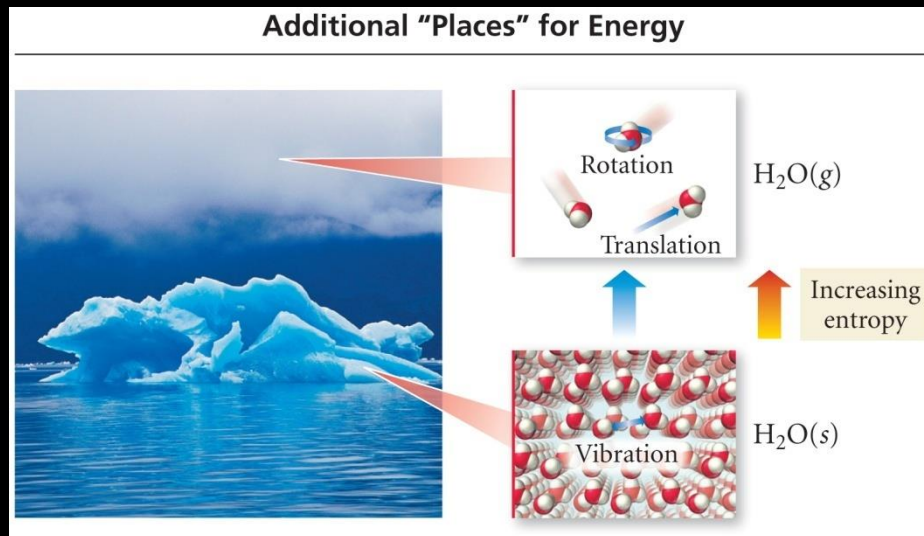 Additional “Places” for Energy
Rotation
Translation
H₂O(g)
Increasing
entropy
Vibration
H₂O(s)